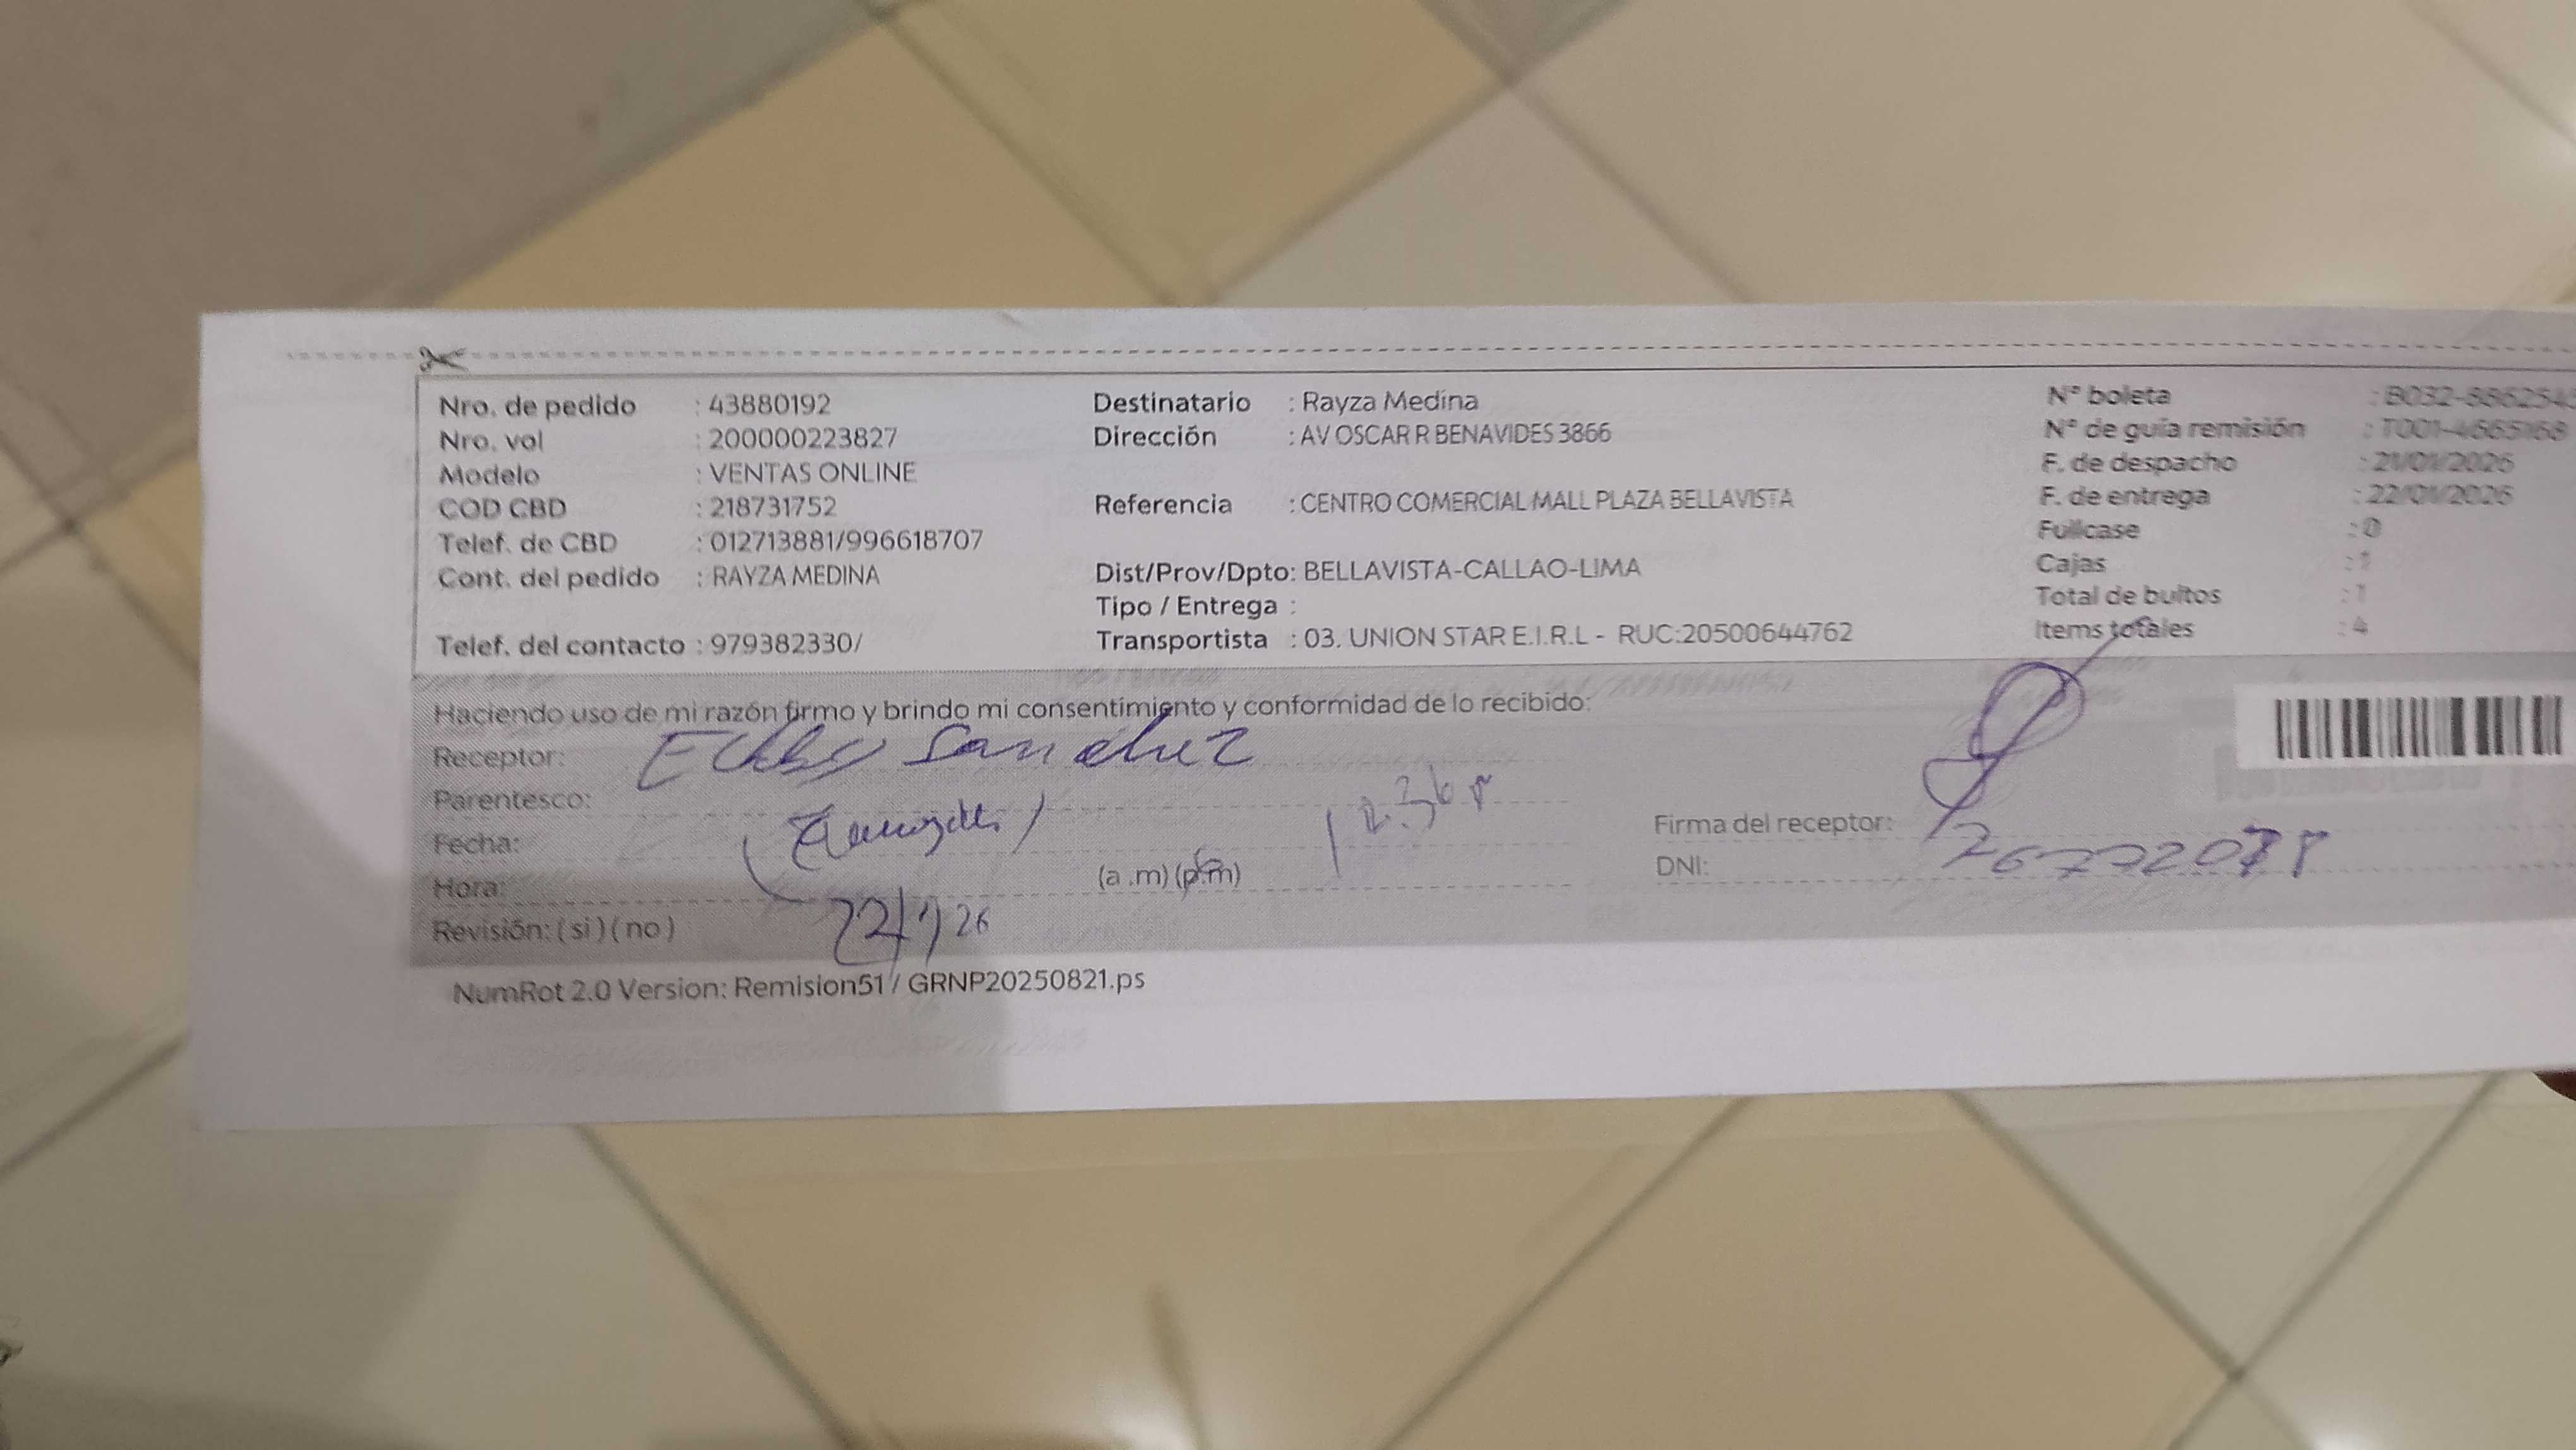 Nro. de pedido : 43880192
Nro. vol : 200000223827
Modelo : VENTAS ONLINE
COD CBD : 218731752
Telef. de CBD : 012713881/996618707
Cont. del pedido : RAYZA MEDINA
Telef. del contacto : 979382330/
Destinatario : Rayza Medina
Dirección : AV OSCAR R BENAVIDES 3866
Referencia : CENTRO COMERCIAL MALL PLAZA BELLAVISTA
Dist/Prov/Dpto: BELLAVISTA-CALLAO-LIMA
Tipo / Entrega :
Transportista : 03. UNION STAR E.I.R.L - RUC:20500644762
N° boleta
N° de guía remisión : T001-4665168
F. de despacho : 21/01/2026
F. de entrega : 22/01/2026
Fullcase : 0
Cajas : 1
Total de bultos : 1
Items totales : 4
Haciendo uso de mi razón firmo y brindo mi consentimiento y conformidad de lo recibido:
Receptor: Sanchez
Parentesco:
Fecha:
Hora: (a .m) (p.m)
22/1/26
Revisión: ( si ) ( no )
Firma del receptor:
DNI:
NumRot 2.0 Version: Remision51 / GRNP20250821.ps